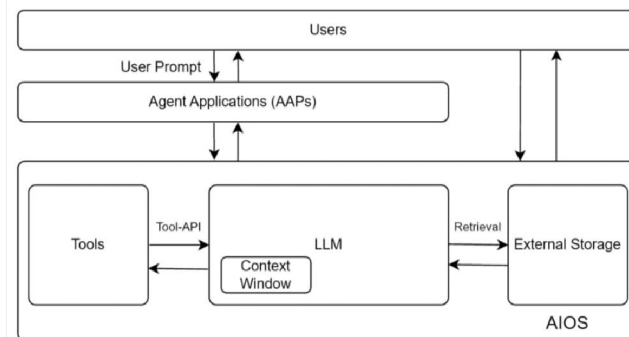 Users
User Prompt
Agent Applications (AAPs)
Tools
Tool-API
LLM
Context
Window
Retrieval
External Storage
AIOS